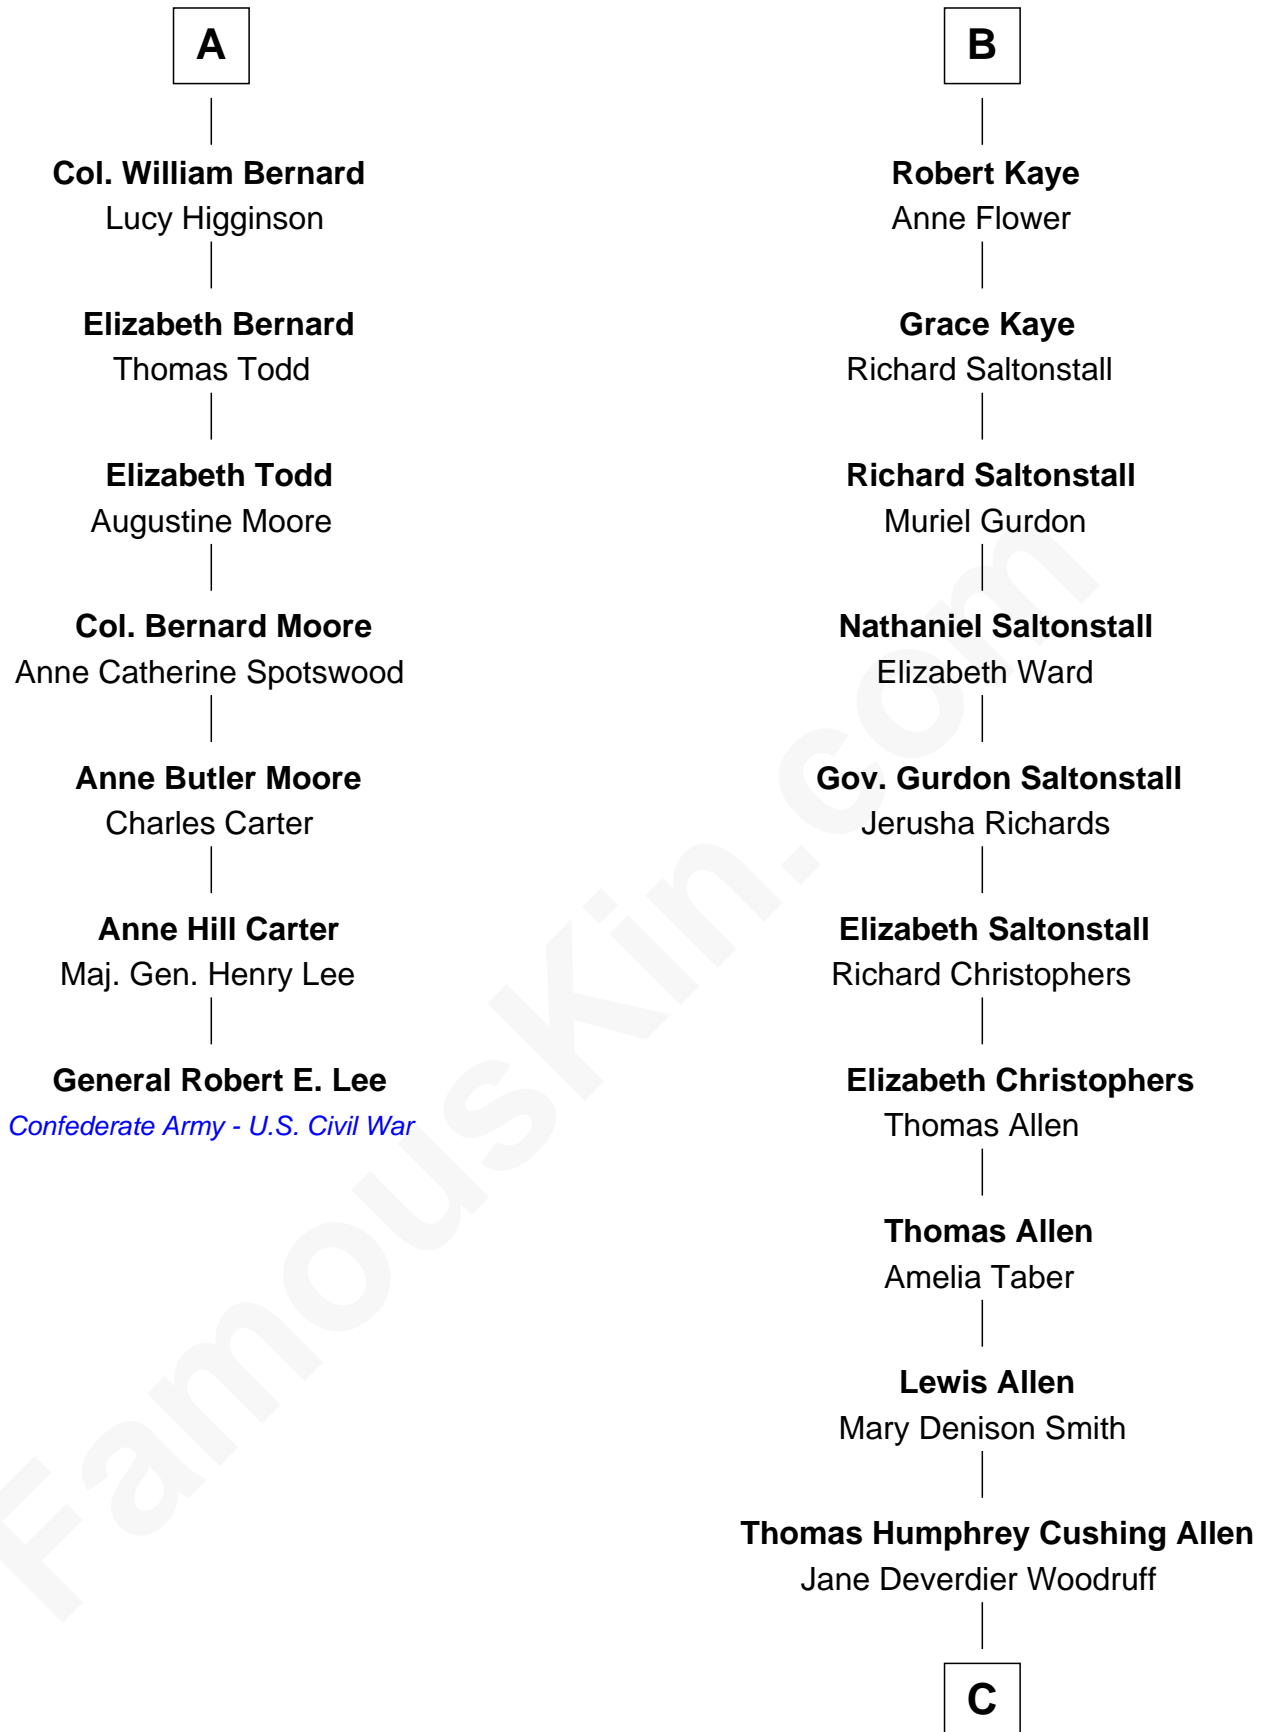 A
Col. William Bernard
Lucy Higginson
Elizabeth Bernard
Thomas Todd
Elizabeth Todd
Augustine Moore
Col. Bernard Moore
Anne Catherine Spotswood
Anne Butler Moore
Charles Carter
Anne Hill Carter
Maj. Gen. Henry Lee
General Robert E. Lee
Confederate Army - U.S. Civil War
B
Robert Kaye
Anne Flower
Grace Kaye
Richard Saltonstall
Richard Saltonstall
Muriel Gurdon
Nathaniel Saltonstall
Elizabeth Ward
Gov. Gurdon Saltonstall
Jerusha Richards
Elizabeth Saltonstall
Richard Christophers
Elizabeth Christophers
Thomas Allen
Thomas Allen
Amelia Taber
Lewis Allen
Mary Denison Smith
Thomas Humphrey Cushing Allen
Jane Deverdier Woodruff
C
FamousKin.com